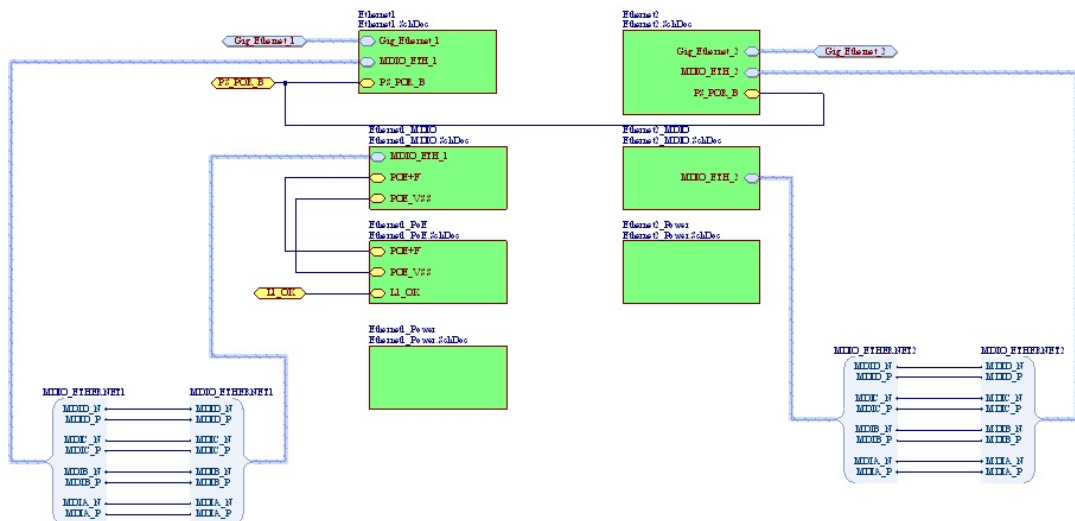 Ethernet1
Ethernet1.SchDoc
Gig_Ethernet_1
Gig_Ethernet_1
MDIO_ETH_1
PS_POR_B
PS_POR_B
Ethernet2
Ethernet2.SchDoc
Gig_Ethernet_2
Gig_Ethernet_2
MDIO_ETH_2
PS_POR_B
Ethernet1_MDIO
Ethernet1_MDIO.SchDoc
MDIO_ETH_1
POE+F
POE_VSS
Ethernet2_MDIO
Ethernet2_MDIO.SchDoc
MDIO_ETH_2
Ethernet1_PoE
Ethernet1_PoE.SchDoc
POE+F
POE_VSS
L1_OK
L1_OK
Ethernet2_Power
Ethernet2_Power.SchDoc
Ethernet1_Power
Ethernet1_Power.SchDoc
MDIO_ETHERNET1
MDIO_ETHERNET1
MDID_N
MDID_N
MDID_P
MDID_P
MDIC_N
MDIC_N
MDIC_P
MDIC_P
MDIB_N
MDIB_N
MDIB_P
MDIB_P
MDIA_N
MDIA_N
MDIA_P
MDIA_P
MDIO_ETHERNET2
MDIO_ETHERNET2
MDID_N
MDID_N
MDID_P
MDID_P
MDIC_N
MDIC_N
MDIC_P
MDIC_P
MDIB_N
MDIB_N
MDIB_P
MDIB_P
MDIA_N
MDIA_N
MDIA_P
MDIA_P